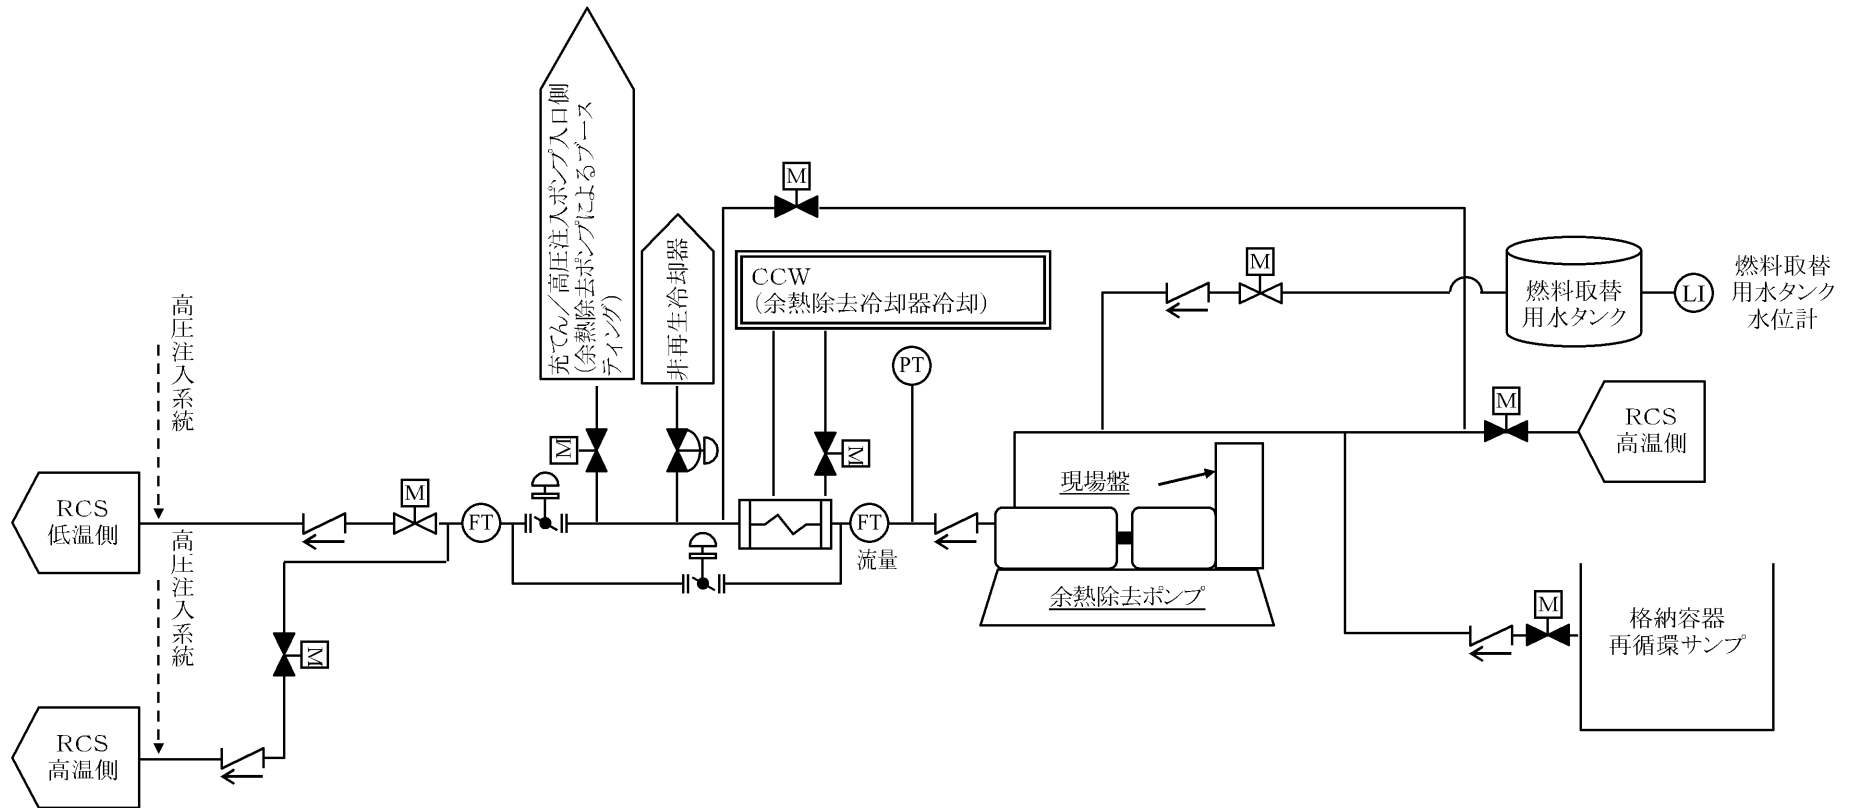 充てん／高圧注入ポンプ入口側
(余熱除去ポンプによるブース
ティング)
非再生冷却器
M
CCW
(余熱除去冷却器冷却)
M
燃料取替
用水タンク
LI
燃料取替
用水タンク
水位計
高圧注入系統
PT
M
RCS
高温側
M
M
RCS
低温側
M
FT
FT
流量
現場盤
余熱除去ポンプ
高圧注入系統
M
M
格納容器
再循環サンプ
RCS
高温側